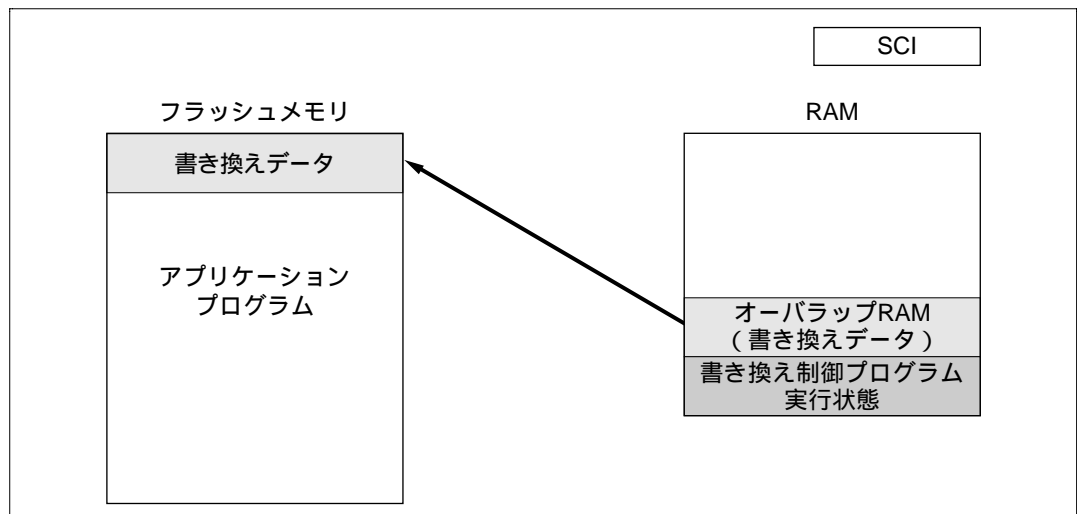 SCI
フラッシュメモリ
RAM
書き換えデータ
アプリケーション
プログラム
オーバラップRAM
(書き換えデータ)
書き換え制御プログラム
実行状態